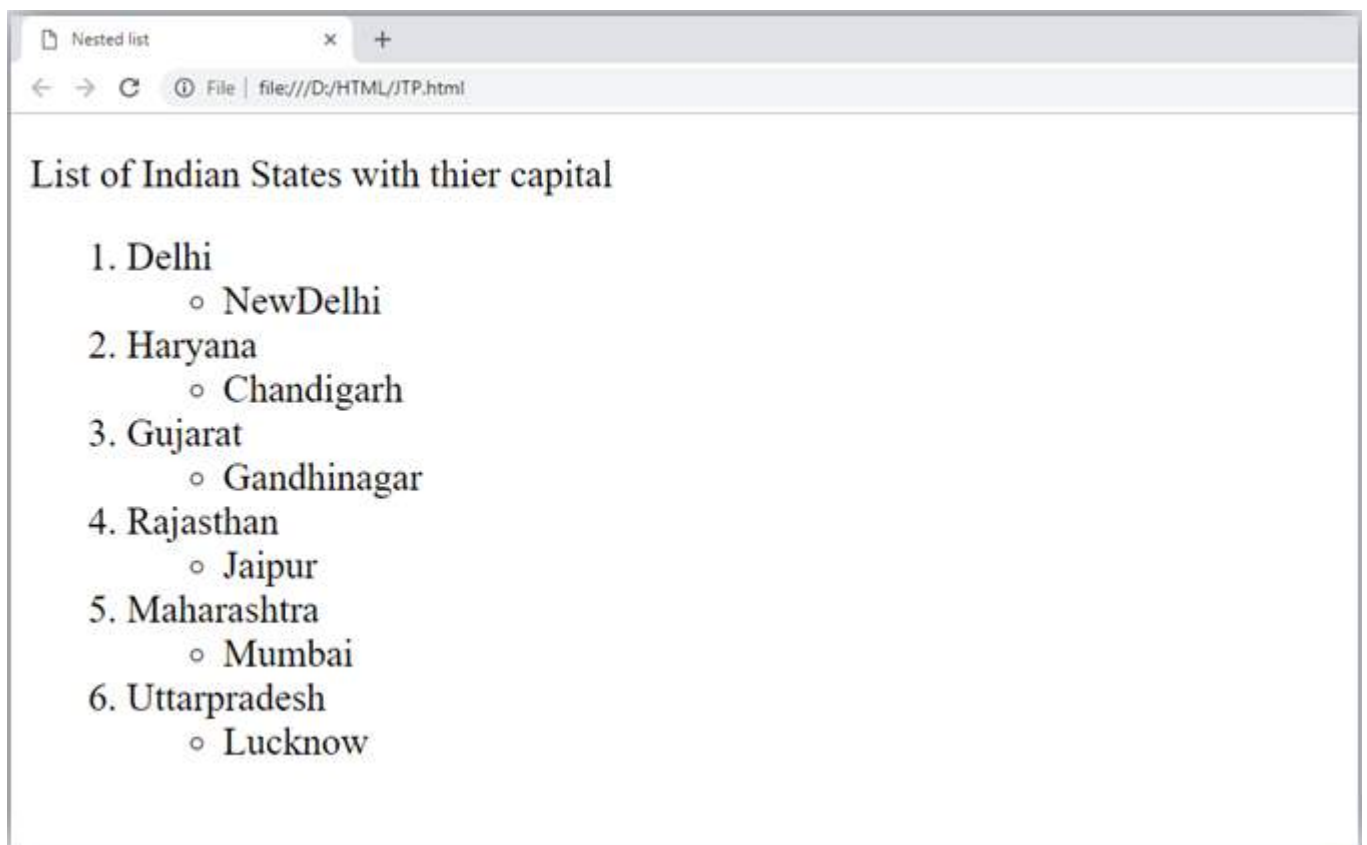 Nested list
File | file:///D:/HTML/JTP.html
List of Indian States with thier capital
1. Delhi
○ NewDelhi
2. Haryana
○ Chandigarh
3. Gujarat
○ Gandhinagar
4. Rajasthan
○ Jaipur
5. Maharashtra
○ Mumbai
6. Uttarpradesh
○ Lucknow